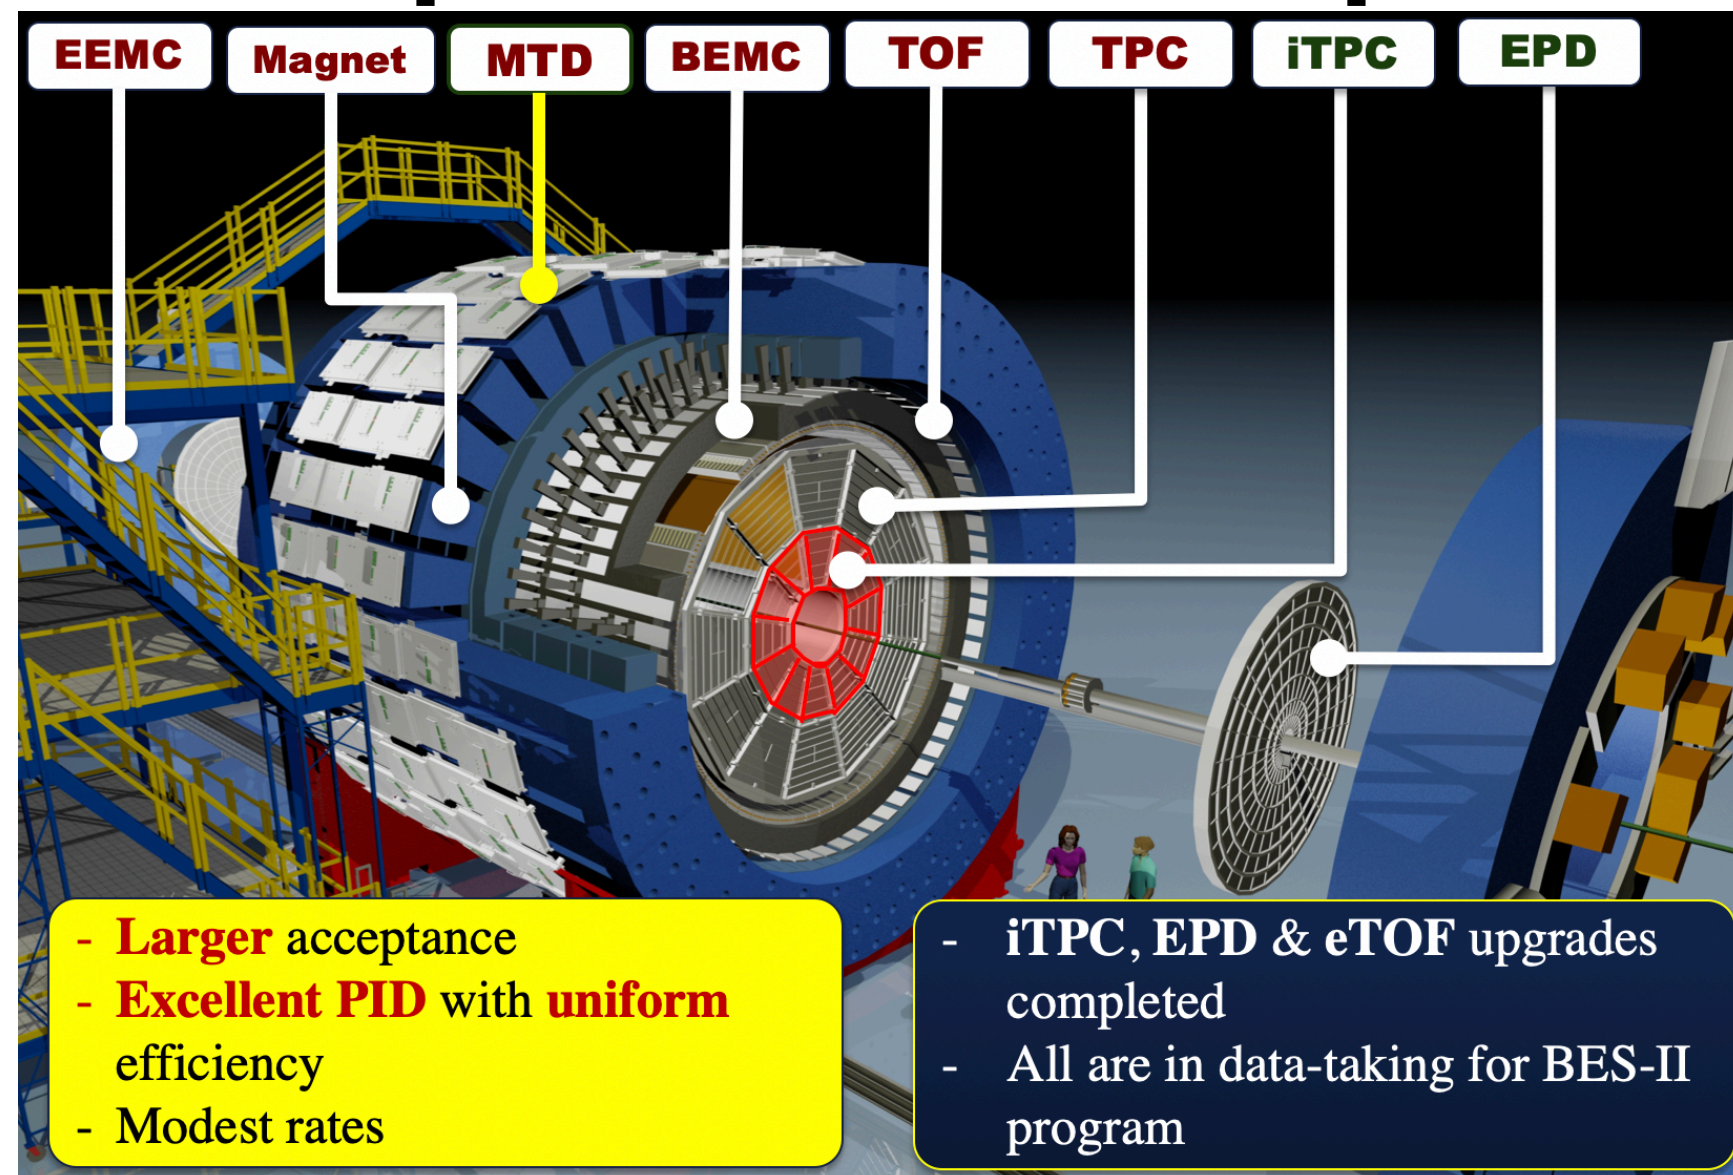 EEMC Magnet MTD BEMC TOF TPC iTPC EPD
- Larger acceptance
- Excellent PID with uniform
efficiency
- Modest rates
- iTPC, EPD & eTOF upgrades
completed
- All are in data-taking for BES-II
program